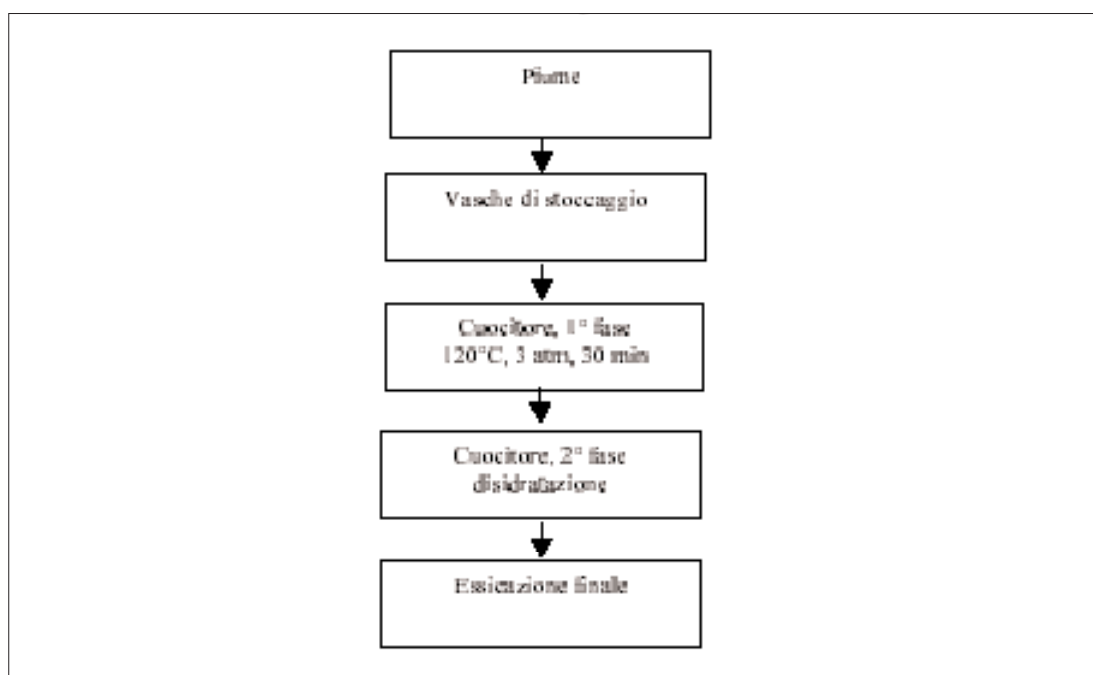 Piume
Vasche di stoccaggio
Cuocitore, 1° fase
120°C, 3 atm, 30 min
Cuocitore, 2° fase
disidratazione
Essicazione finale